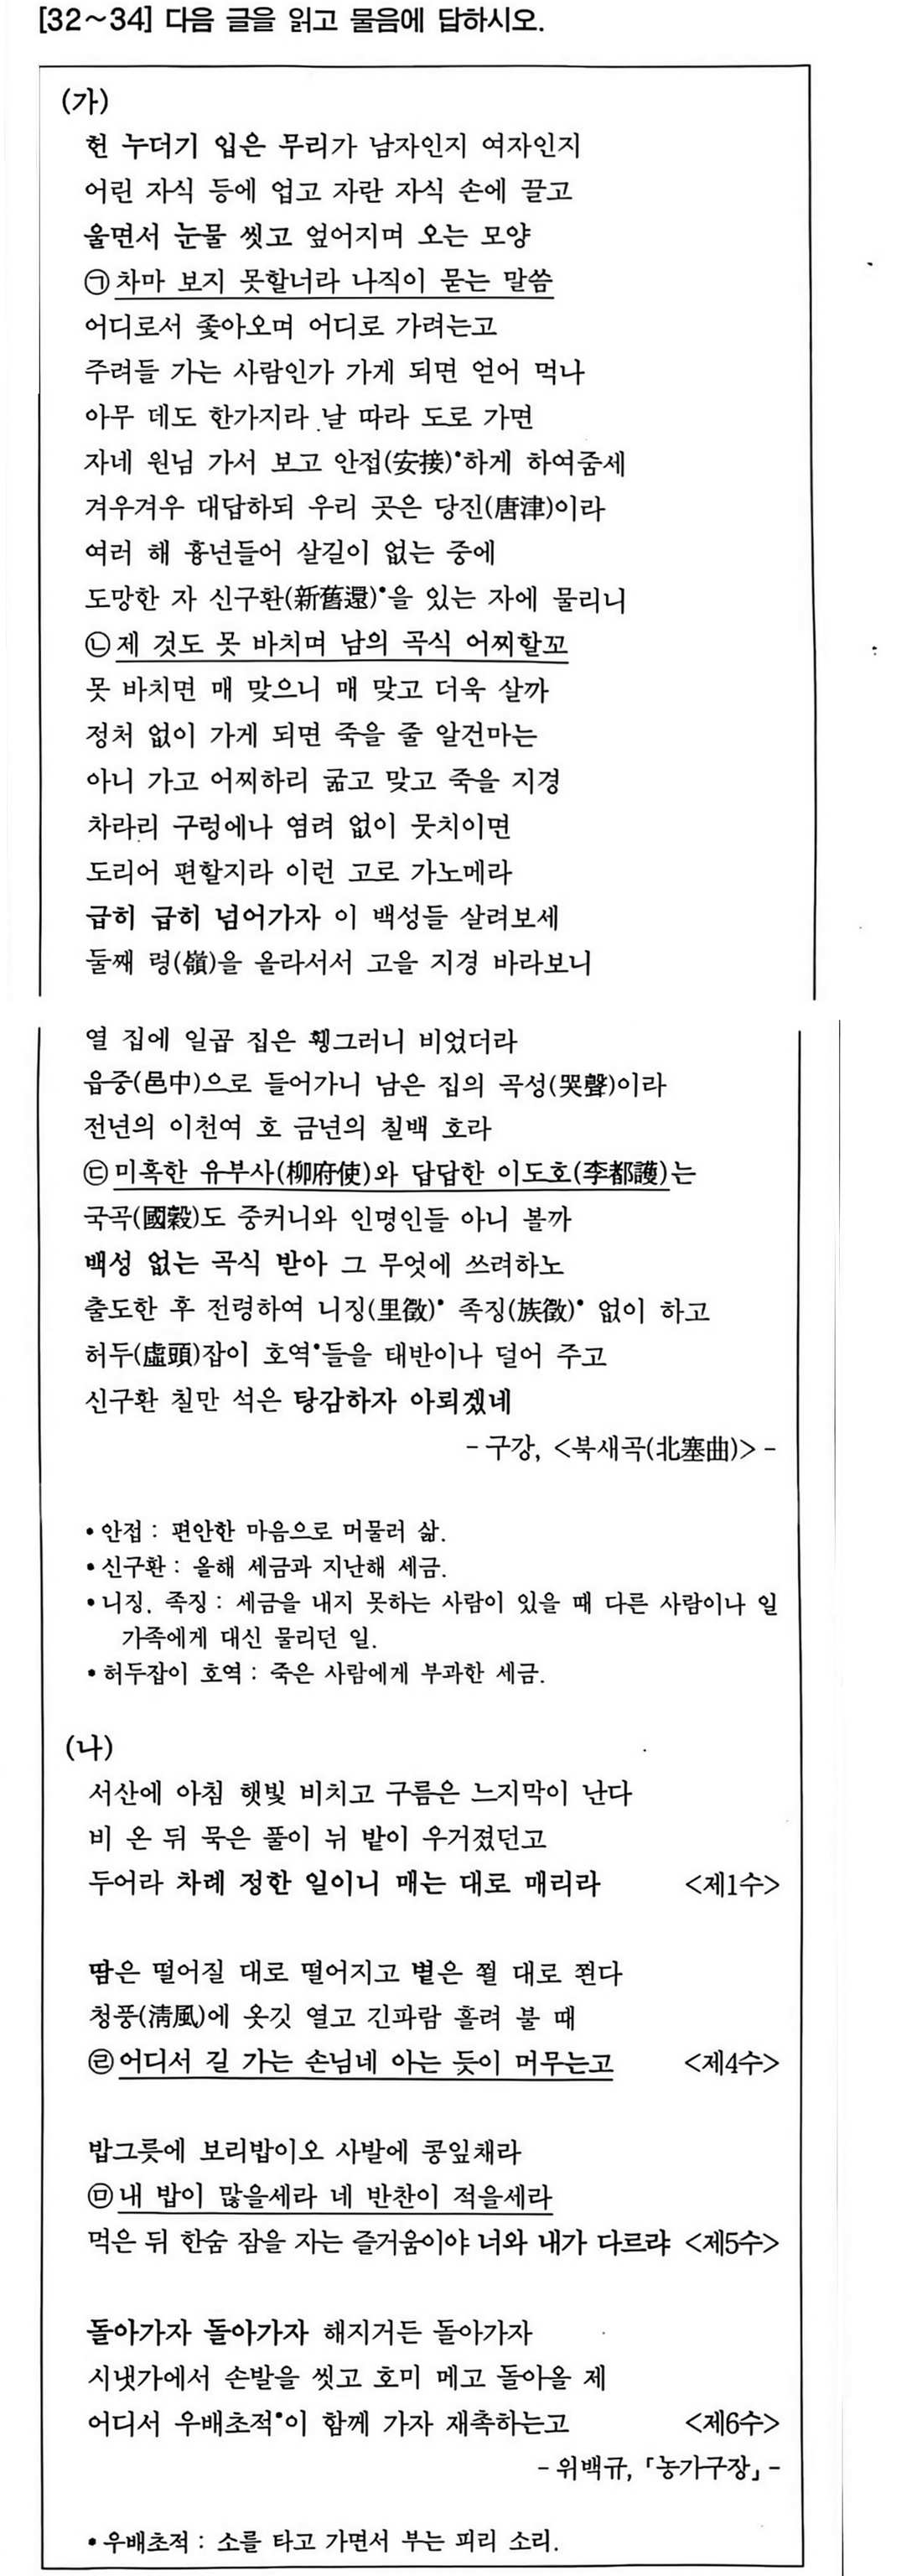 [32～34] 다음 글을 읽고 물음에 답하시오.
(가)
헌 누더기 입은 무리가 남자인지 여자인지
어린 자식 등에 업고 자란 자식 손에 끌고
울면서 눈물 씻고 엎어지며 오는 모양
㉠ 차마 보지 못할너라 나직이 묻는 말씀
어디로서 좇아오며 어디로 가려는고
주려들 가는 사람인가 가게 되면 얻어 먹나
아무 데도 한가지라 날 따라 도로 가면
자네 원님 가서 보고 안접(安接)*하게 하여줌세
겨우겨우 대답하되 우리 곳은 당진(唐津)이라
여러 해 흉년들어 살길이 없는 중에
도망한 자 신구환(新舊還)*을 있는 자에 물리니
㉡ 제 것도 못 바치며 남의 곡식 어찌할꼬
못 바치면 매 맞으니 매 맞고 더욱 살까
정처 없이 가게 되면 죽을 줄 알건마는
아니 가고 어찌하리 굶고 맞고 죽을 지경
차라리 구렁에나 염려 없이 뭇치이면
도리어 편할지라 이런 고로 가노메라
급히 급히 넘어가자 이 백성들 살려보세
둘째 령(嶺)을 올라서서 고을 지경 바라보니
열 집에 일곱 집은 휑그러니 비었더라
읍중(邑中)으로 들어가니 남은 집의 곡성(哭聲)이라
전년의 이천여 호 금년의 칠백 호라
㉢ 미혹한 유부사(柳府使)와 답답한 이도호(李都護)는
국곡(國穀)도 중커니와 인명인들 아니 볼까
백성 없는 곡식 받아 그 무엇에 쓰려하노
출도한 후 전령하여 니징(里徵)* 족징(族徵)* 없이 하고
허두(虛頭)잡이 호역*들을 태반이나 덜어 주고
신구환 칠만 석은 탕감하자 아뢰겠네
- 구강, <북새곡(北塞曲)> -
• 안접 : 편안한 마음으로 머물러 삶.
• 신구환 : 올해 세금과 지난해 세금.
• 니징, 족징 : 세금을 내지 못하는 사람이 있을 때 다른 사람이나 일
가족에게 대신 물리던 일.
• 허두잡이 호역 : 죽은 사람에게 부과한 세금.
(나)
서산에 아침 햇빛 비치고 구름은 느지막이 난다
비 온 뒤 묵은 풀이 뉘 밭이 우거졌던고
두어라 차례 정한 일이니 매는 대로 매리라 <제1수>
땀은 떨어질 대로 떨어지고 볕은 쬘 대로 쬔다
청풍(淸風)에 옷깃 열고 긴파람 흘려 불 때
㉣ 어디서 길 가는 손님네 아는 듯이 머무는고 <제4수>
밥그릇에 보리밥이오 사발에 콩잎채라
㉤ 내 밥이 많을세라 네 반찬이 적을세라
먹은 뒤 한숨 잠을 자는 즐거움이야 너와 내가 다르랴 <제5수>
돌아가자 돌아가자 해지거든 돌아가자
시냇가에서 손발을 씻고 호미 메고 돌아올 제
어디서 우배초적*이 함께 가자 재촉하는고 <제6수>
- 위백규, 「농가구장」 -
• 우배초적 : 소를 타고 가면서 부는 피리 소리.